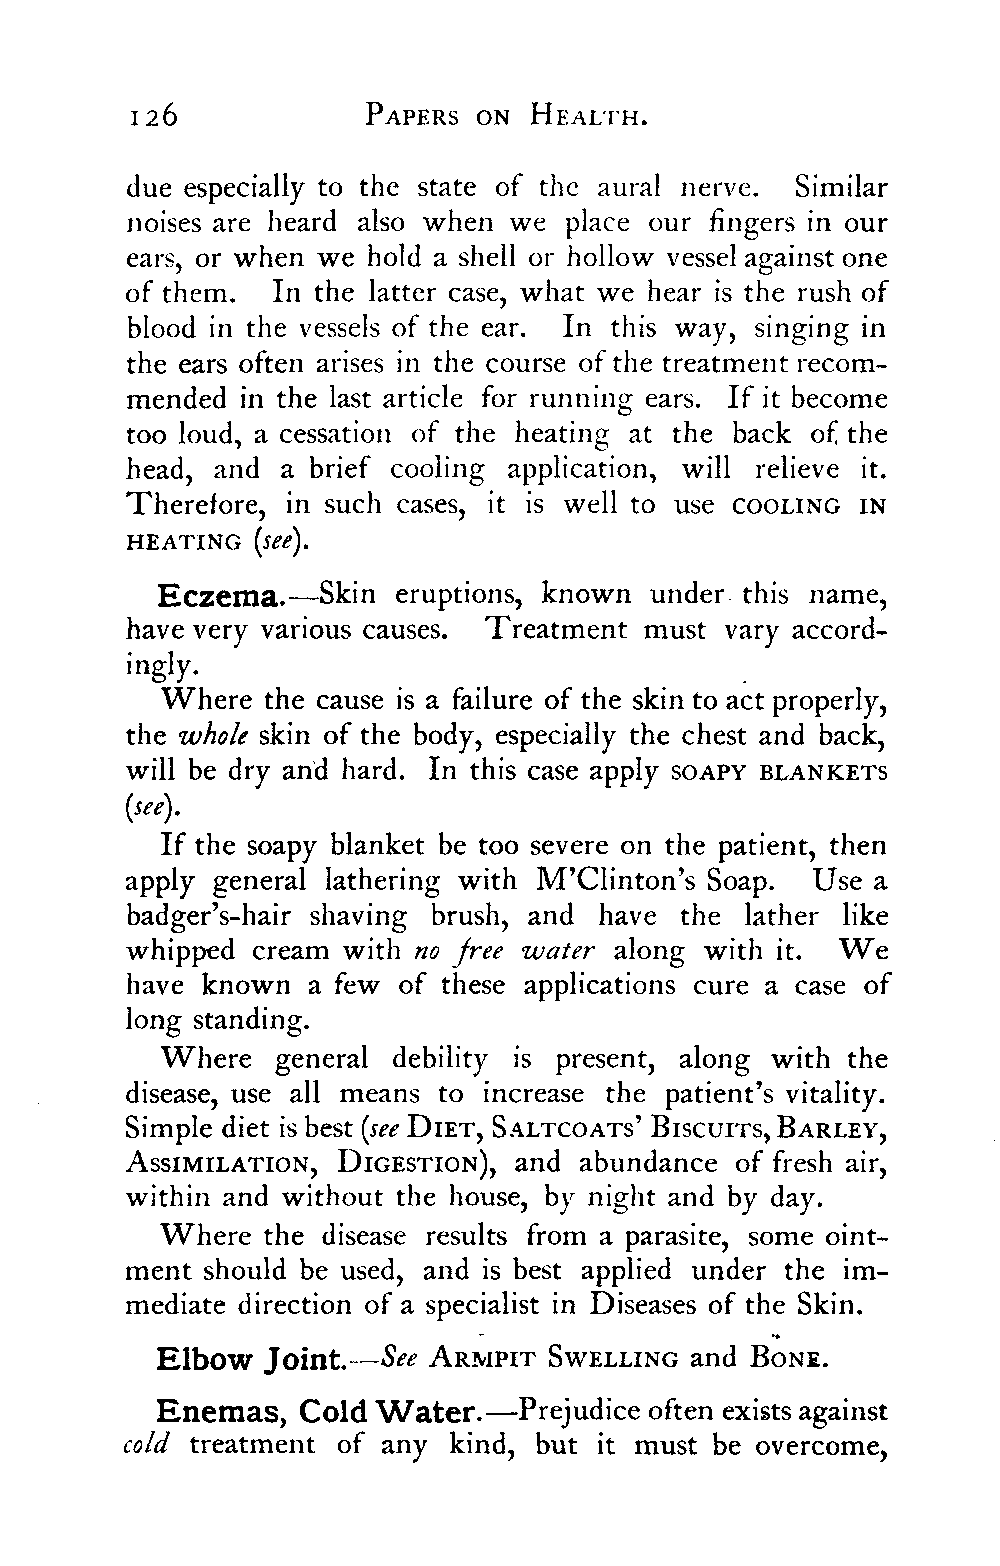 126 PAPERS ON HEALTH.
due especially to the state of the aural nerve. Similar
noises are heard also when we place our fingers in our
ears, or when we hold a shell or hollow vessel against one
of them. In the latter case, what we hear is the rush of
blood in the vessels of the ear. In this way, singing in
the ears often arises in the course of the treatment recom-
mended in the last article for running ears. If it become
too loud, a cessation of the heating at the back of the
head, and a brief cooling application, will relieve it.
Therefore, in such cases, it is well to use COOLING IN
HEATING (see).
Eczema.—Skin eruptions, known under this name,
have very various causes. Treatment must vary accord-
ingly.
Where the cause is a failure of the skin to act properly,
the whole skin of the body, especially the chest and back,
will be dry and hard. In this case apply SOAPY BLANKETS
(see).
If the soapy blanket be too severe on the patient, then
apply general lathering with M'Clinton's Soap. Use a
badger's-hair shaving brush, and have the lather like
whipped cream with no free water along with it. We
have known a few of these applications cure a case of
long standing.
Where general debility is present, along with the
disease, use all means to increase the patient's vitality.
Simple diet is best (see DIET, SALTCOATS' BISCUITS, BARLEY,
ASSIMILATION, DIGESTION), and abundance of fresh air,
within and without the house, by night and by day.
Where the disease results from a parasite, some oint-
ment should be used, and is best applied under the im-
mediate direction of a specialist in Diseases of the Skin.
Elbow Joint.—See ARMPIT SWELLING and BONE.
Enemas, Cold Water.—Prejudice often exists against
cold treatment of any kind, but it must be overcome,